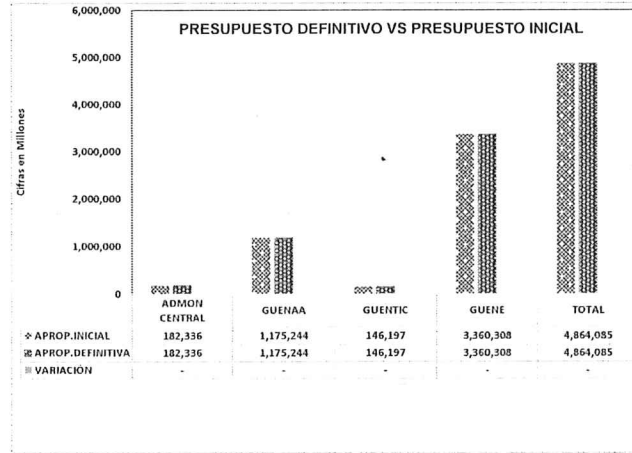 PRESUPUESTO DEFINITIVO VS PRESUPUESTO INICIAL
Cifras en Millones
6,000,000
5,000,000
4,000,000
3,000,000
2,000,000
1,000,000
0
ADMON CENTRAL GUENAA GUENTIC GUENE TOTAL
APROP.INICIAL 182,336 1,175,244 146,197 3,360,308 4,864,085
APROP.DEFINITIVA 182,336 1,175,244 146,197 3,360,308 4,864,085
VARIACIÓN - - - - -